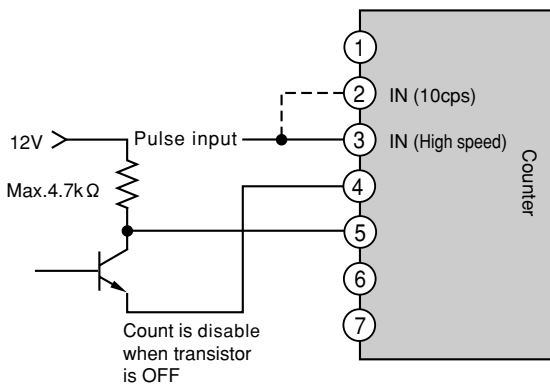 1
2 IN (10cps)
12V Pulse input 3 IN (High speed)
Max.4.7kΩ 4
5
6
7
Counter
Count is disable
when transistor
is OFF